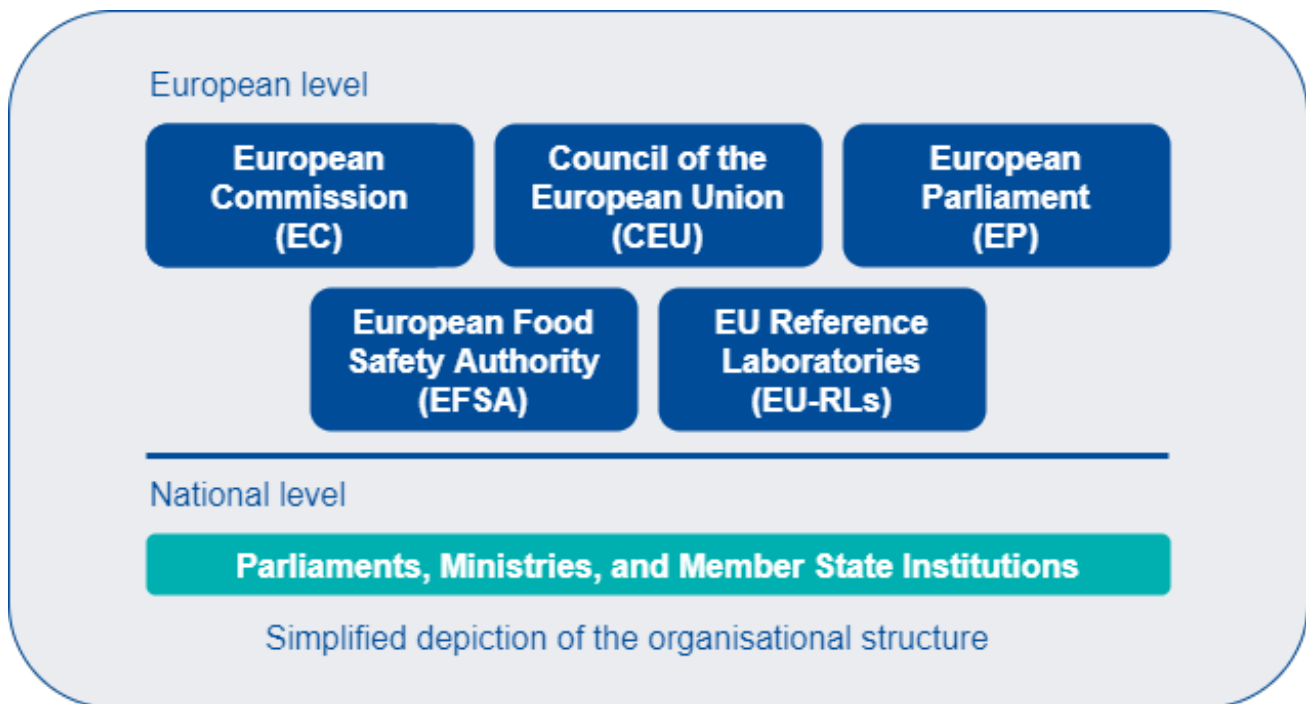 European level
European
Commission
(EC)
Council of the
European Union
(CEU)
European
Parliament
(EP)
European Food
Safety Authority
(EFSA)
EU Reference
Laboratories
(EU-RLs)
National level
Parliaments, Ministries, and Member State Institutions
Simplified depiction of the organisational structure